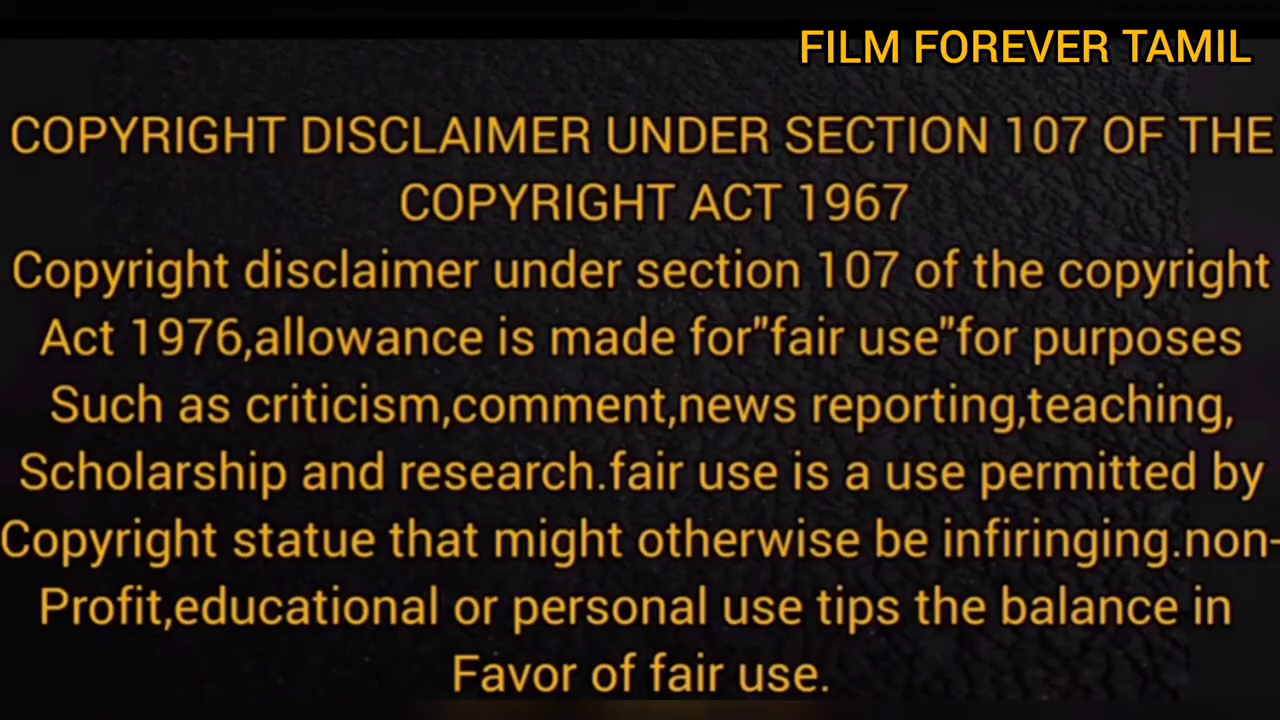 FILM FOREVER TAMIL
COPYRIGHT DISCLAIMER UNDER SECTION 107 OF THE
COPYRIGHT ACT 1967
Copyright disclaimer under section 107 of the copyright
Act 1976,allowance is made for"fair use"for purposes
Such as criticism,comment,news reporting,teaching,
Scholarship and research.fair use is a use permitted by
Copyright statue that might otherwise be infiringing.non-
Profit,educational or personal use tips the balance in
Favor of fair use.